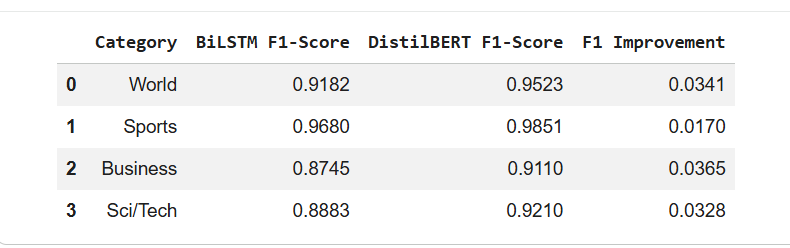 Category BiLSTM F1-Score DistilBERT F1-Score F1 Improvement
0 World 0.9182 0.9523 0.0341
1 Sports 0.9680 0.9851 0.0170
2 Business 0.8745 0.9110 0.0365
3 Sci/Tech 0.8883 0.9210 0.0328